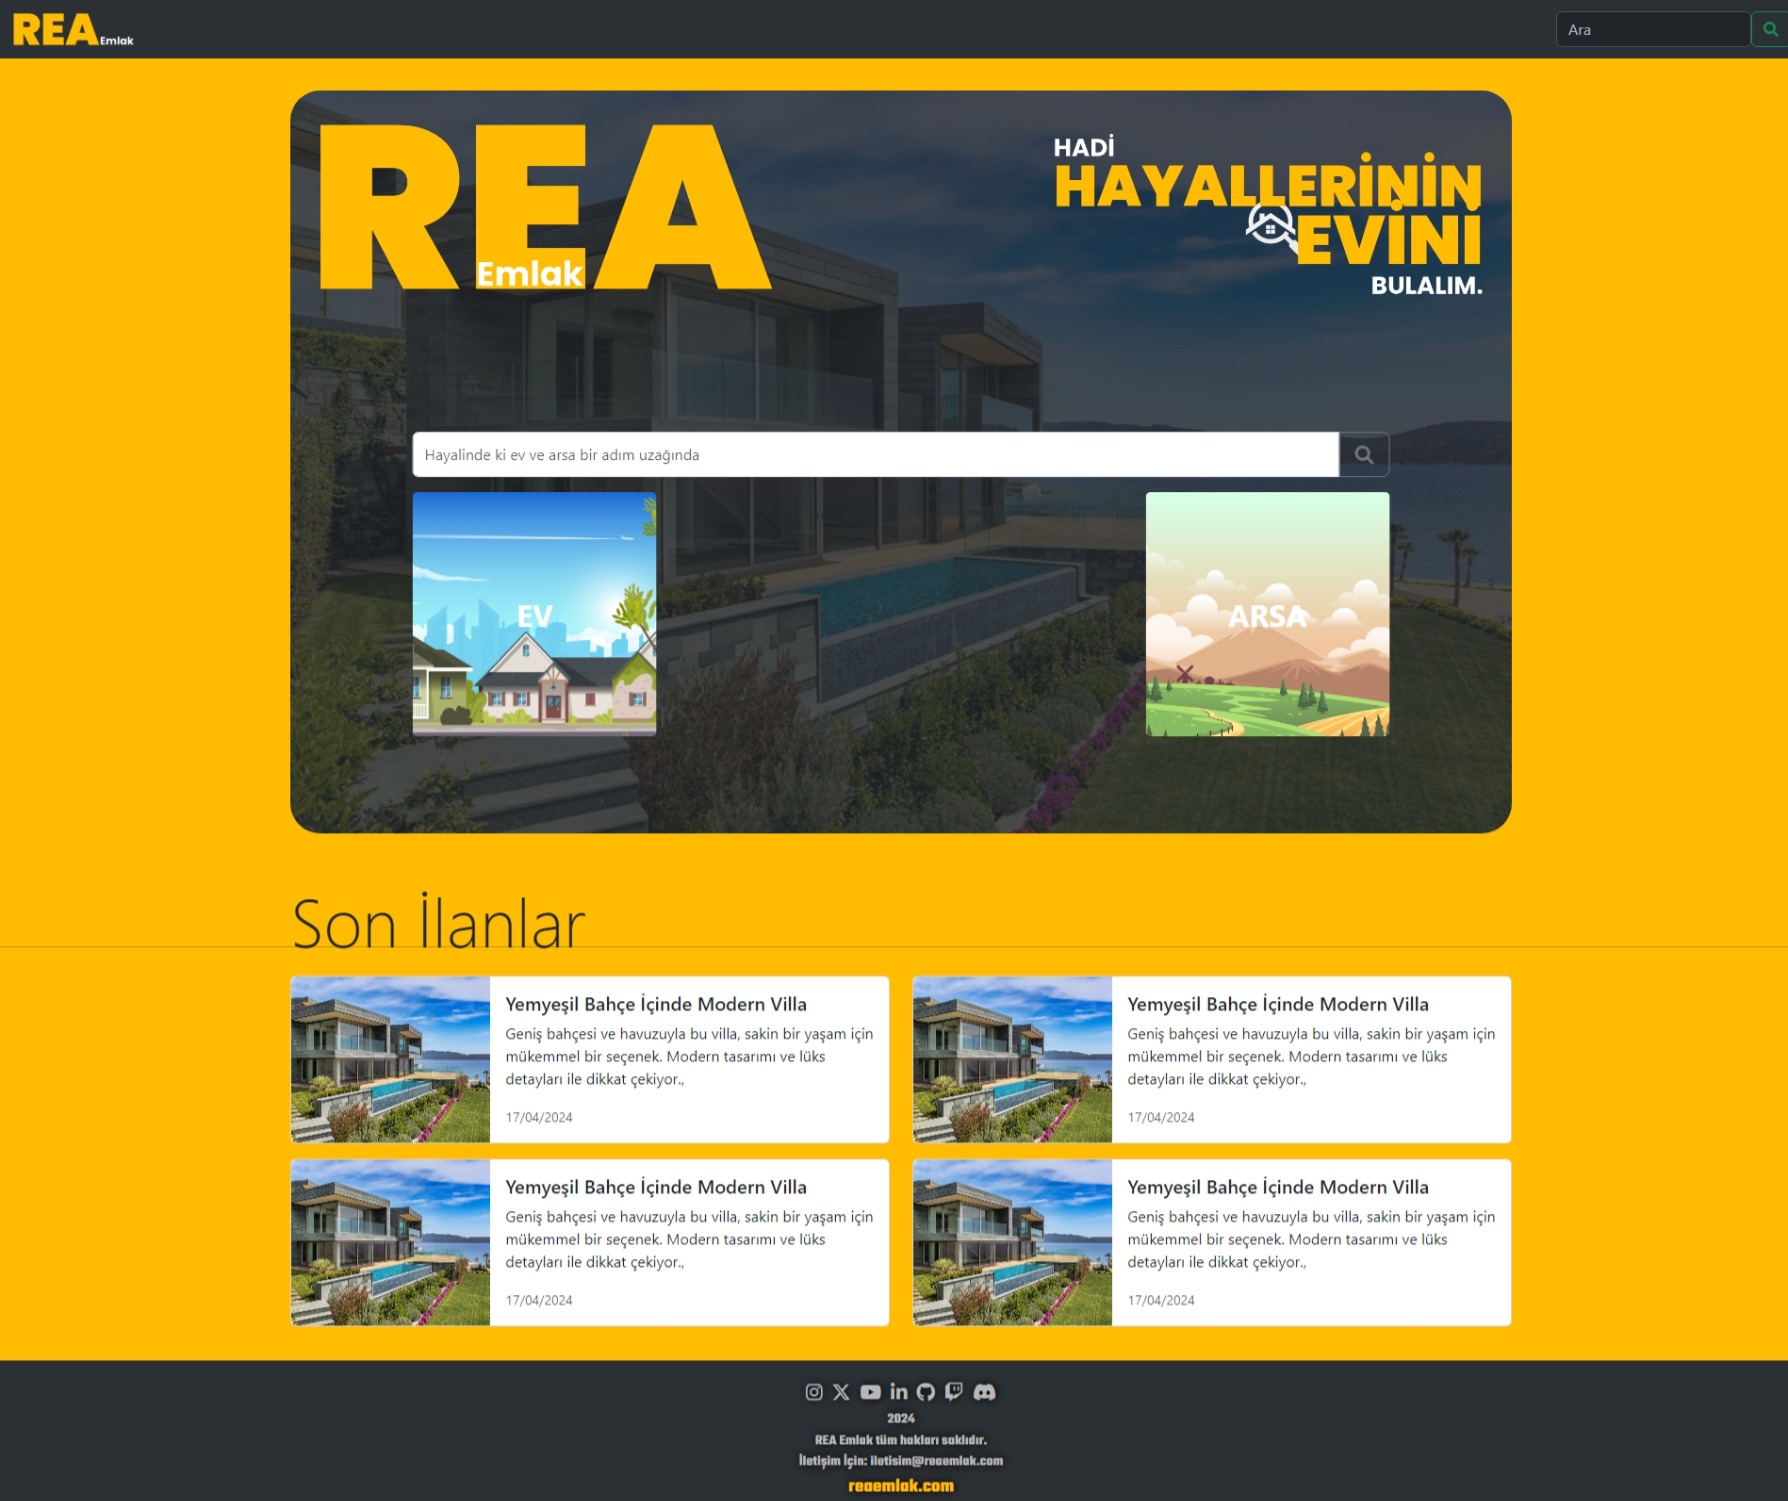 REA Emlak
Ara
REA
Emlak
HADİ
HAYALLERİNİN
EVİNİ
BULALIM.
Hayalinde ki ev ve arsa bir adım uzağında
EV
ARSA
Son İlanlar
Yemyeşil Bahçe İçinde Modern Villa
Geniş bahçesi ve havuzuyla bu villa, sakin bir yaşam için
mükemmel bir seçenek. Modern tasarımı ve lüks
detayları ile dikkat çekiyor.,
17/04/2024
Yemyeşil Bahçe İçinde Modern Villa
Geniş bahçesi ve havuzuyla bu villa, sakin bir yaşam için
mükemmel bir seçenek. Modern tasarımı ve lüks
detayları ile dikkat çekiyor.,
17/04/2024
Yemyeşil Bahçe İçinde Modern Villa
Geniş bahçesi ve havuzuyla bu villa, sakin bir yaşam için
mükemmel bir seçenek. Modern tasarımı ve lüks
detayları ile dikkat çekiyor.,
17/04/2024
Yemyeşil Bahçe İçinde Modern Villa
Geniş bahçesi ve havuzuyla bu villa, sakin bir yaşam için
mükemmel bir seçenek. Modern tasarımı ve lüks
detayları ile dikkat çekiyor.,
17/04/2024
2024
REA Emlak tüm hakları saklıdır.
İletişim İçin: iletisim@reaemlak.com
reaemlak.com